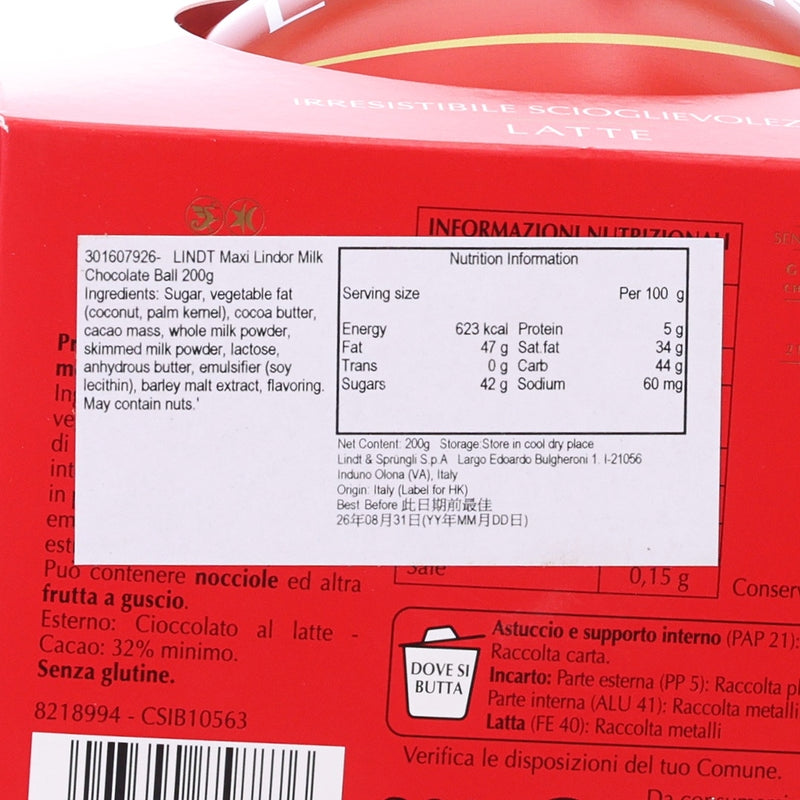 IRRESISTIBILE SCIOGLIEVOLEZ
LATTE
INFORMAZIONI NUTRIZIONALI
301607926- LINDT Maxi Lindor Milk
Chocolate Ball 200g
Ingredients: Sugar, vegetable fat
(coconut, palm kernel), cocoa butter,
cacao mass, whole milk powder,
skimmed milk powder, lactose,
anhydrous butter, emulsifier (soy
lecithin), barley malt extract, flavoring.
May contain nuts.'
Nutrition Information
Serving size Per 100 g
Energy 623 kcal Protein 5 g
Fat 47 g Sat.fat 34 g
Trans 0 g Carb 44 g
Sugars 42 g Sodium 60 mg
Net Content: 200g Storage:Store in cool dry place
Lindt & Sprüngli S.p.A Largo Edoardo Bulgheroni 1. I-21056
Induno Olona (VA), Italy
Origin: Italy (Label for HK)
Best Before 此日期前最佳
26年08月31日(YY年MM月DD日)
Può contenere nocciole ed altra
frutta a guscio.
Esterno: Cioccolato al latte -
Cacao: 32% minimo.
Senza glutine.
8218994 - CSIB10563
Sale 0,15 g
Conserv
DOVE SI
BUTTA
Astuccio e supporto interno (PAP 21):
Raccolta carta.
Incarto: Parte esterna (PP 5): Raccolta pl
Parte interna (ALU 41): Raccolta metalli
Latta (FE 40): Raccolta metalli
Verifica le disposizioni del tuo Comune.